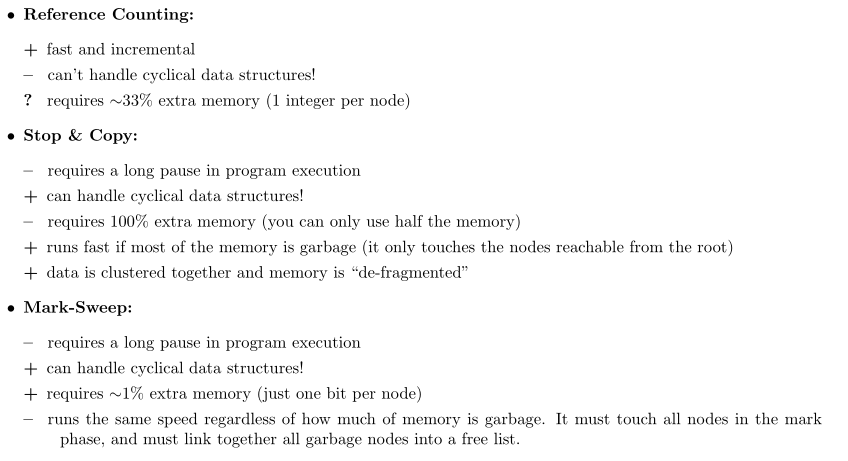 • Reference Counting:
+ fast and incremental
– can't handle cyclical data structures!
? requires ∼33% extra memory (1 integer per node)
• Stop & Copy:
– requires a long pause in program execution
+ can handle cyclical data structures!
– requires 100% extra memory (you can only use half the memory)
+ runs fast if most of the memory is garbage (it only touches the nodes reachable from the root)
+ data is clustered together and memory is “de-fragmented”
• Mark-Sweep:
– requires a long pause in program execution
+ can handle cyclical data structures!
+ requires ∼1% extra memory (just one bit per node)
– runs the same speed regardless of how much of memory is garbage. It must touch all nodes in the mark
phase, and must link together all garbage nodes into a free list.